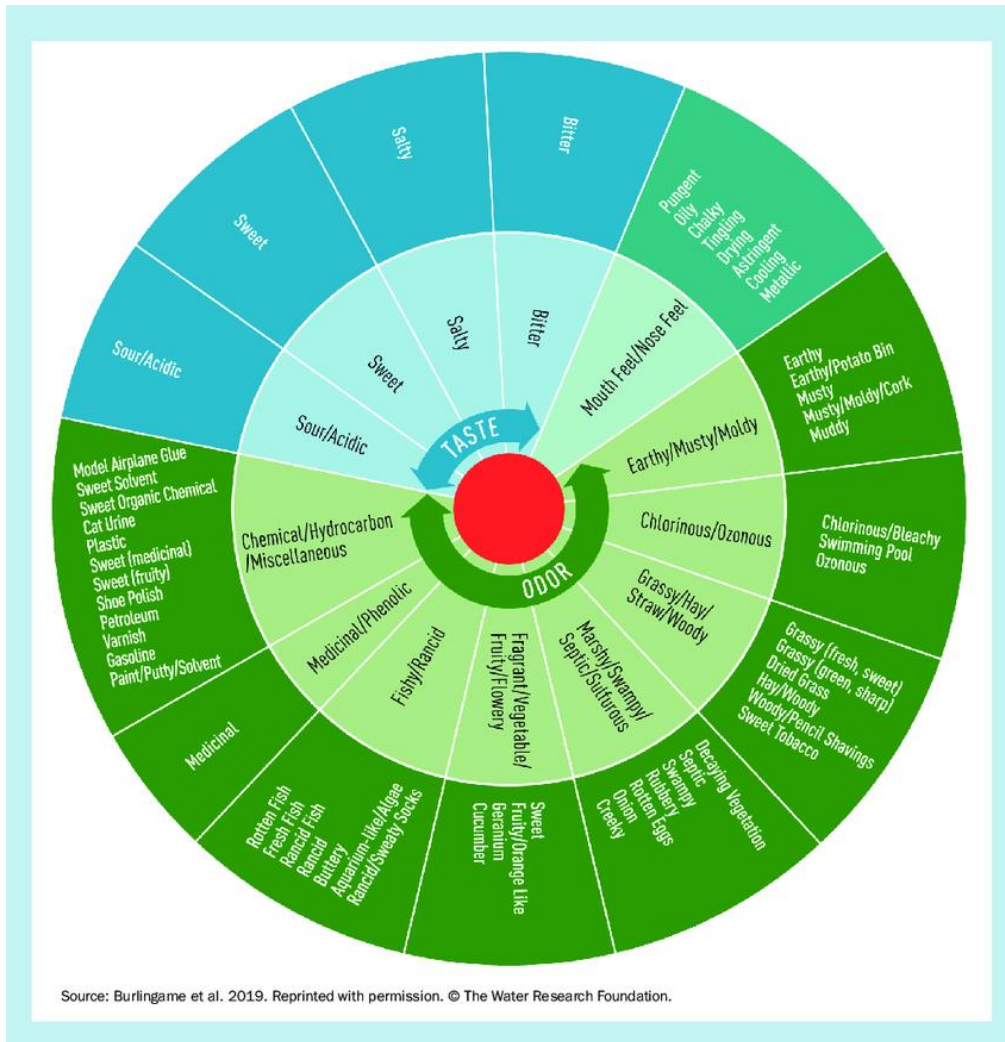 Salty
Bitter
Sweet
Sour/Acidic
Pungent
Oily
Chalky
Tingling
Drying
Astringent
Cooling
Metallic
Salty
Bitter
Sweet
Sour/Acidic
Mouth Feel/Nose Feel
TASTE
ODOR
Earthy/Musty/Moldy
Earthy
Earthy/Potato Bin
Musty
Musty/Moldy/Cork
Muddy
Chlorinous/Ozonous
Chlorinous/Bleachy
Swimming Pool
Ozonous
Grassy/Hay/
Straw/Woody
Grassy (fresh, sweet)
Grassy (green, sharp)
Dried Grass
Hay/Woody
Woody/Pencil Shavings
Sweet Tobacco
Marshy/Swampy/
Septic/Sulfurous
Decaying Vegetation
Septic
Swampy
Rubbery
Rotten Eggs
Onion
Creeky
Fragrant/Vegetable/
Fruity/Flowery
Sweet
Fruity/Orange Like
Geranium
Cucumber
Fishy/Rancid
Rotten Fish
Fresh Fish
Rancid Fish
Rancid
Buttery
Aquarium-like/Algae
Rancid/Sweaty Socks
Medicinal/Phenolic
Medicinal
Chemical/Hydrocarbon
/Miscellaneous
Model Airplane Glue
Sweet Solvent
Sweet Organic Chemical
Cat Urine
Plastic
Sweet (medicinal)
Sweet (fruity)
Shoe Polish
Petroleum
Varnish
Gasoline
Paint/Putty/Solvent
Source: Burlingame et al. 2019. Reprinted with permission. © The Water Research Foundation.